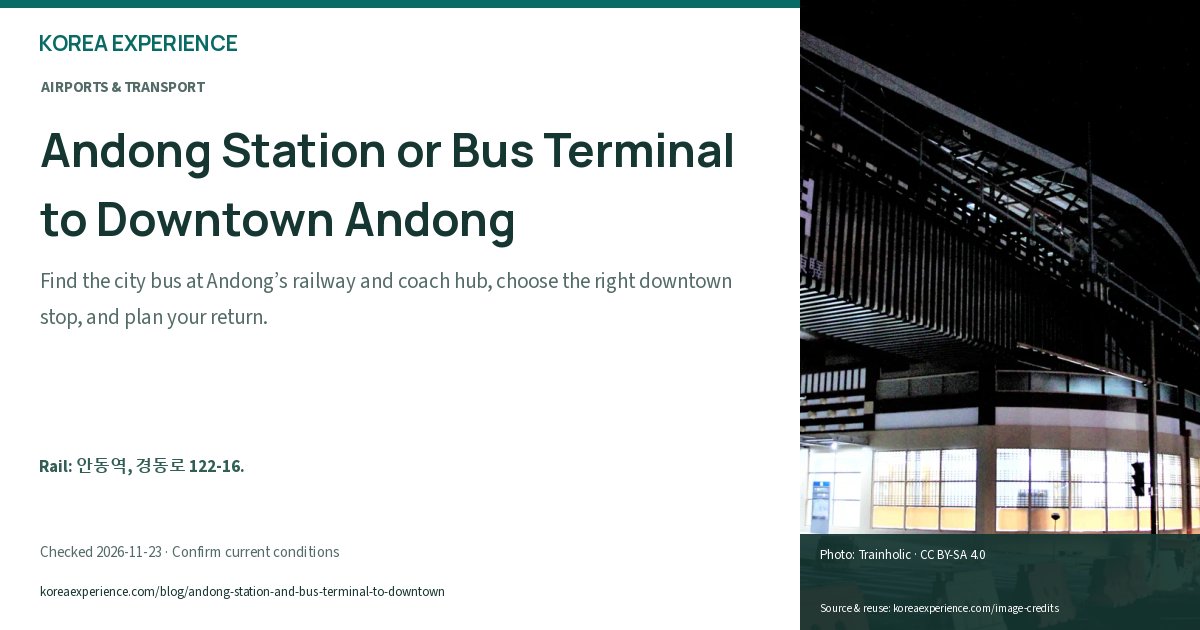 KOREA EXPERIENCE
AIRPORTS & TRANSPORT
Andong Station or Bus Terminal
to Downtown Andong
Find the city bus at Andong’s railway and coach hub, choose the right downtown
stop, and plan your return.
Rail: 안동역, 경동로 122-16.
Checked 2026-11-23 · Confirm current conditions
koreaexperience.com/blog/andong-station-and-bus-terminal-to-downtown
Photo: Trainholic · CC BY-SA 4.0
Source & reuse: koreaexperience.com/image-credits